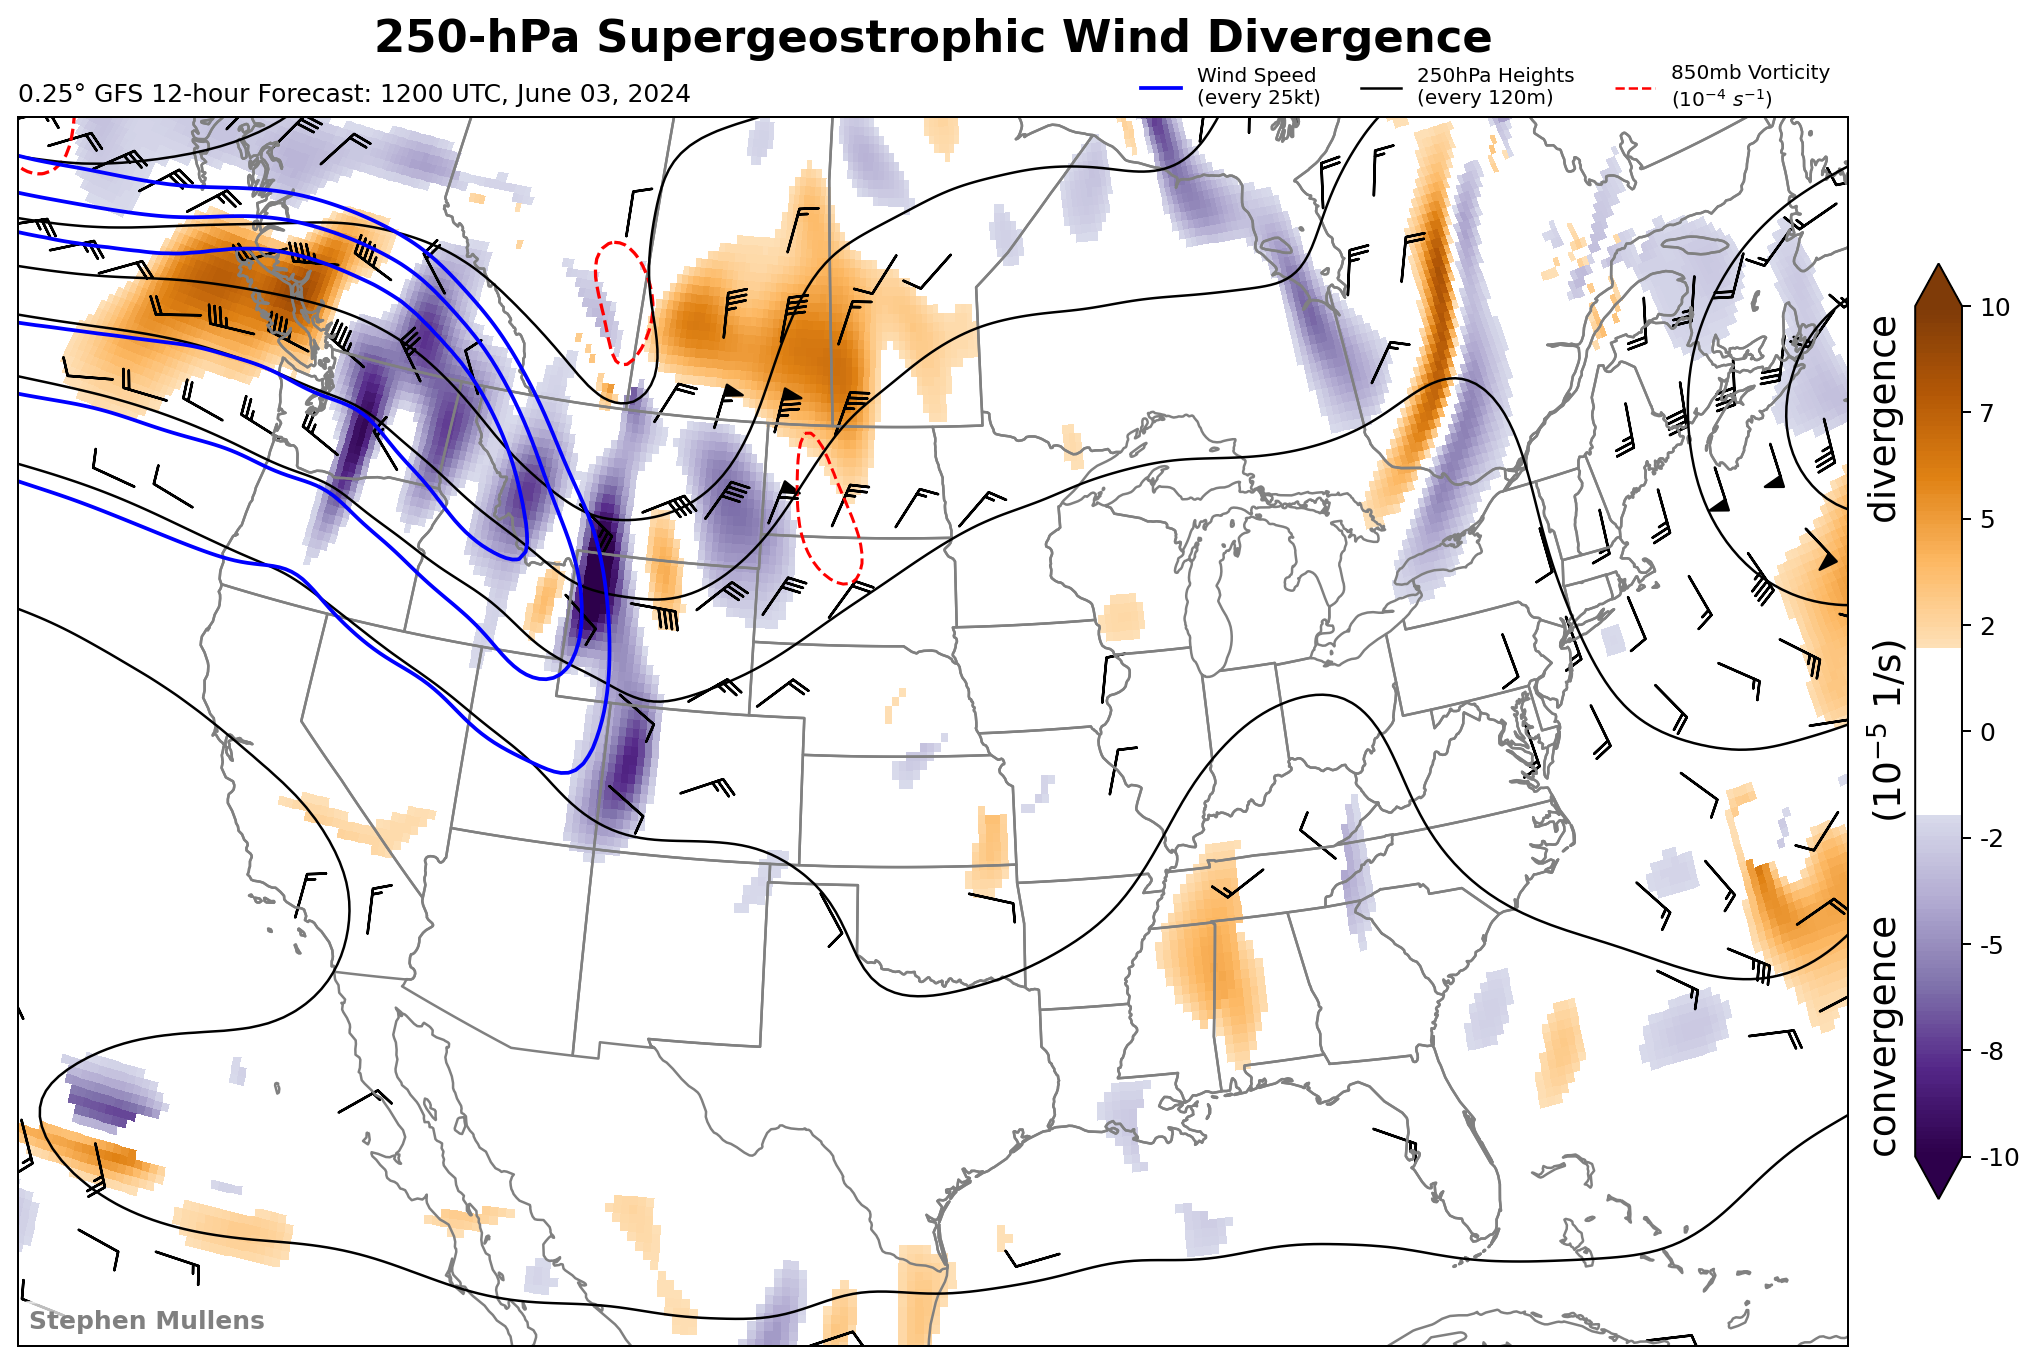 250-hPa Supergeostrophic Wind Divergence
0.25° GFS 12-hour Forecast: 1200 UTC, June 03, 2024
Wind Speed
(every 25kt)
250hPa Heights
(every 120m)
850mb Vorticity
(10⁻⁴ s⁻¹)
10
7
5
2
0
-2
-5
-8
-10
convergence (10⁻⁵ 1/s) divergence
Stephen Mullens